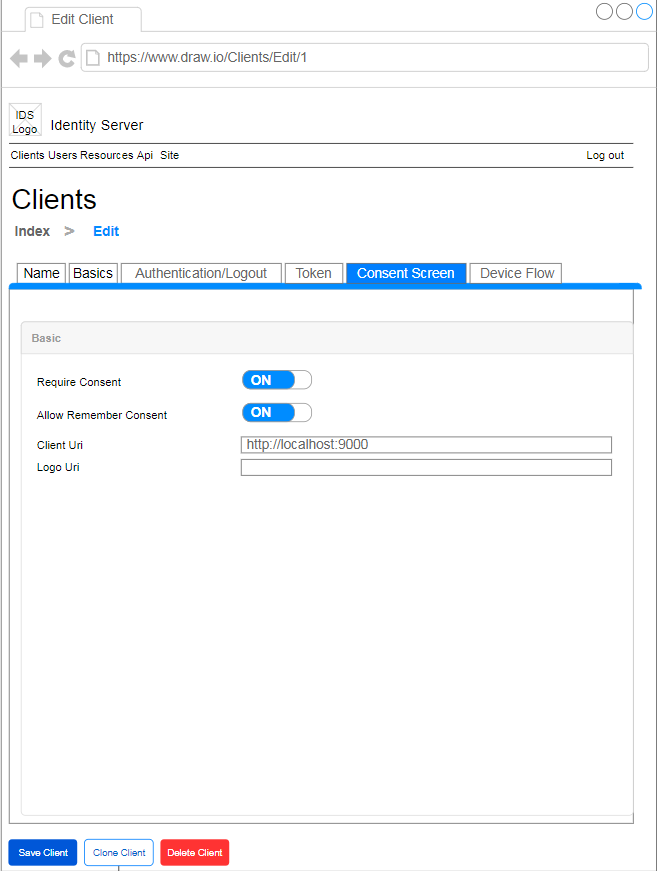 Edit Client
https://www.draw.io/Clients/Edit/1
IDS
Logo
Identity Server
Clients Users Resources Api Site
Log out
Clients
Index > Edit
Name Basics Authentication/Logout Token Consent Screen Device Flow
Basic
Require Consent ON
Allow Remember Consent ON
Client Uri http://localhost:9000
Logo Uri
Save Client Clone Client Delete Client